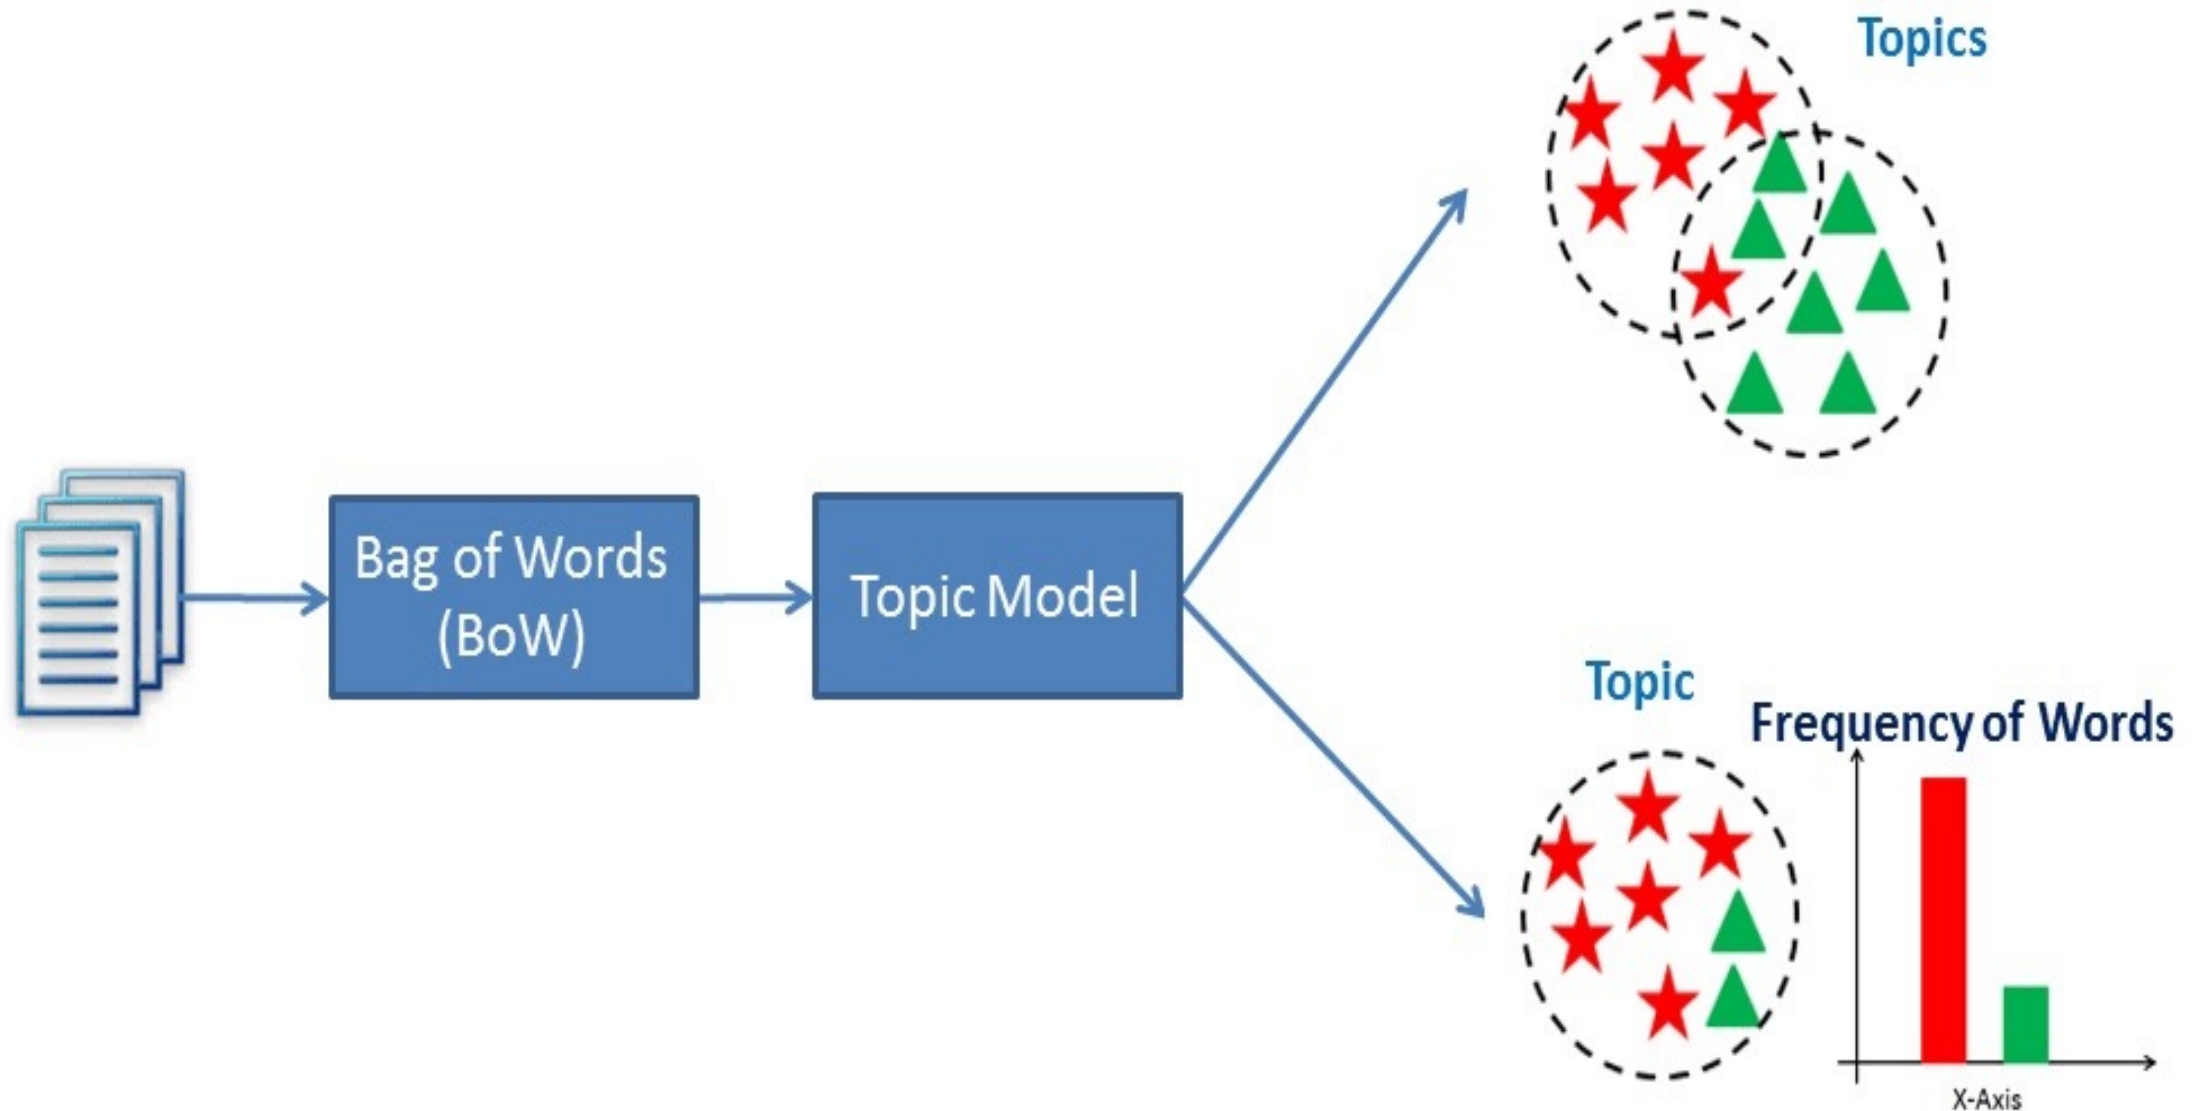 Topics
Bag of Words
(BoW)
Topic Model
Topic
Frequency of Words
X-Axis